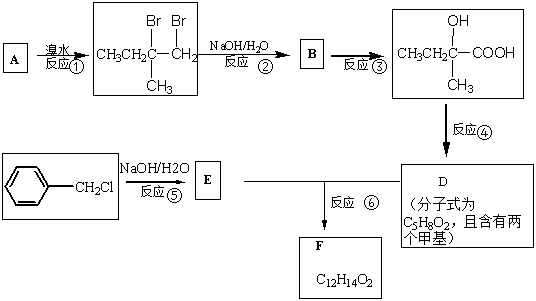 A
溴水
反应①
Br Br
CH₃CH₂C—CH₂
CH₃
NaOH/H₂O
反应 ②
B
反应③
OH
CH₃CH₂C—COOH
CH₃
反应④
CH₂Cl
NaOH/H2O
反应⑤
E
反应 ⑥
D
（分子式为
C₅H₈O₂，且含有两
个甲基）
F
C₁₂H₁₄O₂